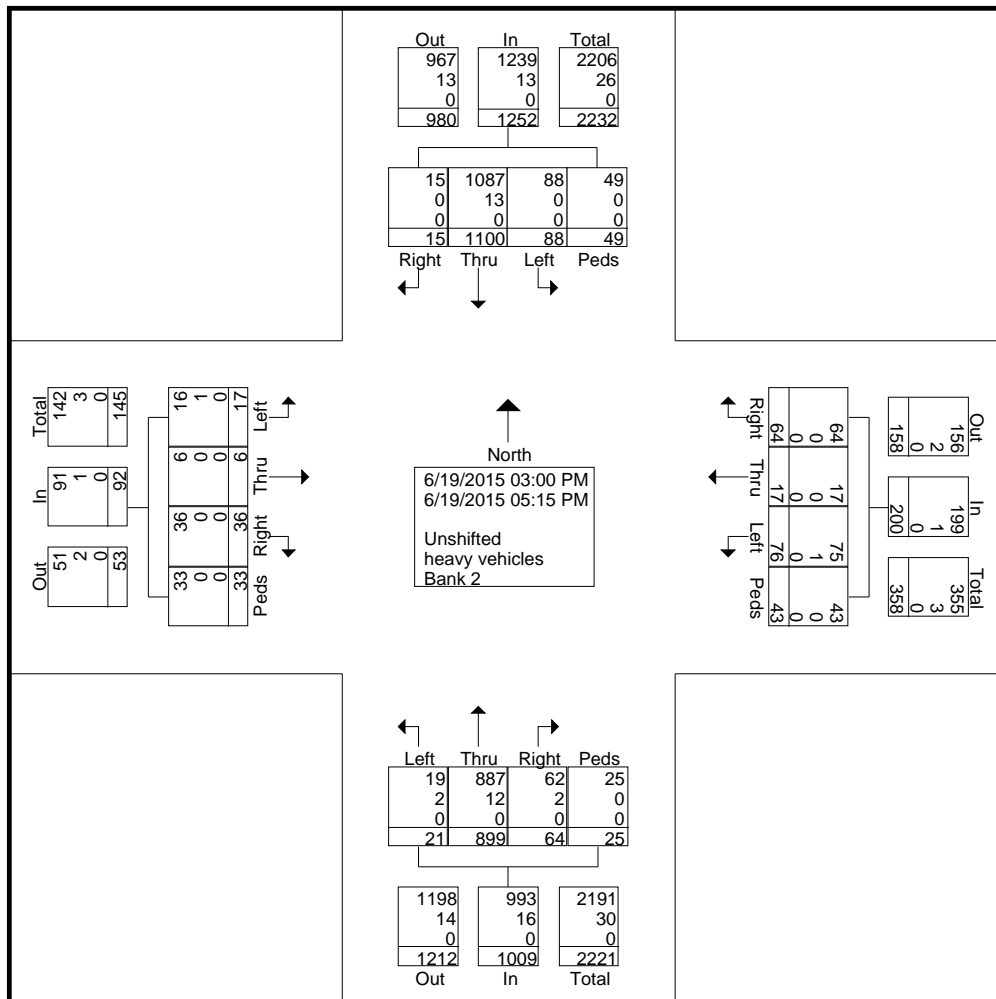 Out In Total
967 1239 2206
13 13 26
0 0 0
980 1252 2232
15 1087 88 49
0 13 0 0
0 0 0 0
15 1100 88 49
Right Thru Left Peds
Total
142 3 0 145
In
91 1 0 92
Out
51 2 0 53
16 1 0 17
Left
6 0 0 6
Thru
36 0 0 36
Right
33 0 0 33
Peds
North
6/19/2015 03:00 PM
6/19/2015 05:15 PM
Unshifted
heavy vehicles
Bank 2
Right
64 0 0 64
Thru
17 0 0 17
Left
76 0 1 75
Peds
43 0 0 43
Out
156 2 0 158
In
199 1 0 200
Total
355 3 0 358
Left Thru Right Peds
19 887 62 25
2 12 2 0
0 0 0 0
21 899 64 25
1198 993 2191
14 16 30
0 0 0
1212 1009 2221
Out In Total